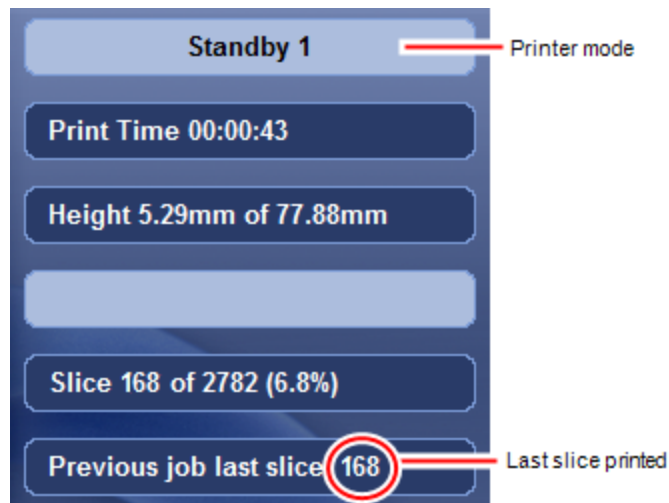 Standby 1
Printer mode
Print Time 00:00:43
Height 5.29mm of 77.88mm
Slice 168 of 2782 (6.8%)
Previous job last slice 168
Last slice printed